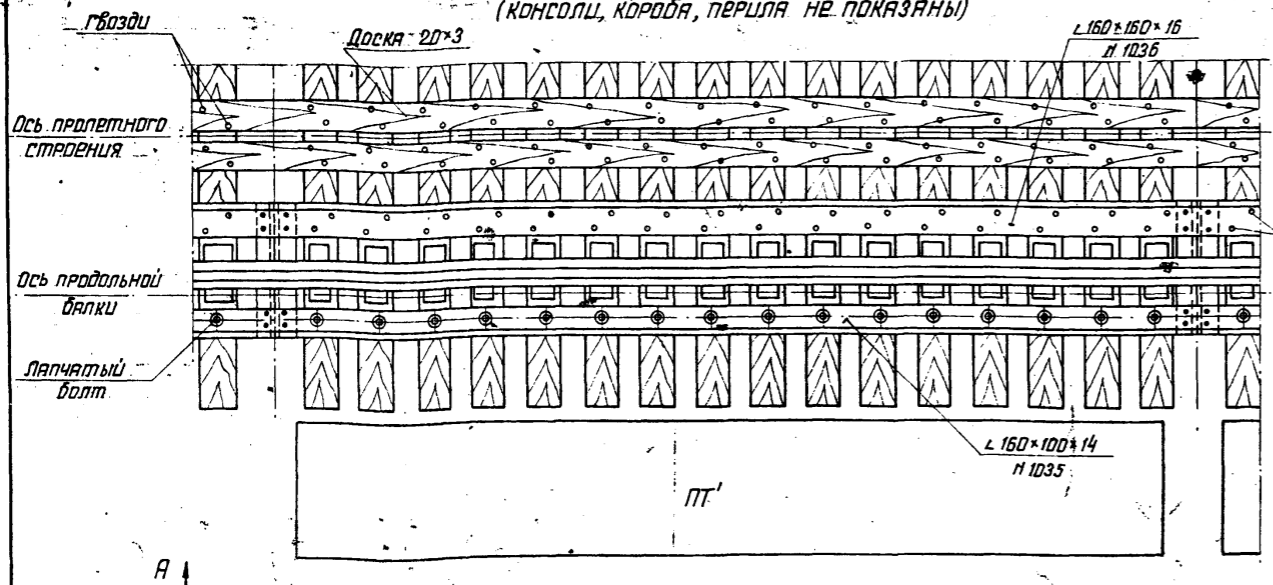 (КОНСОЛИ, КОРОБА, ПЕРИЛА НЕ ПОКАЗАНЫ)
ГВОЗДИ
ДОСКА 20×3
∟160×160×16
N 1036
ОСЬ ПРОЛЕТНОГО
СТРОЕНИЯ
ОСЬ ПРОДОЛЬНОЙ
БАЛКИ
ЛАПЧАТЫЙ
БОЛТ
∟160×100×14
N 1035
ПТ'
А